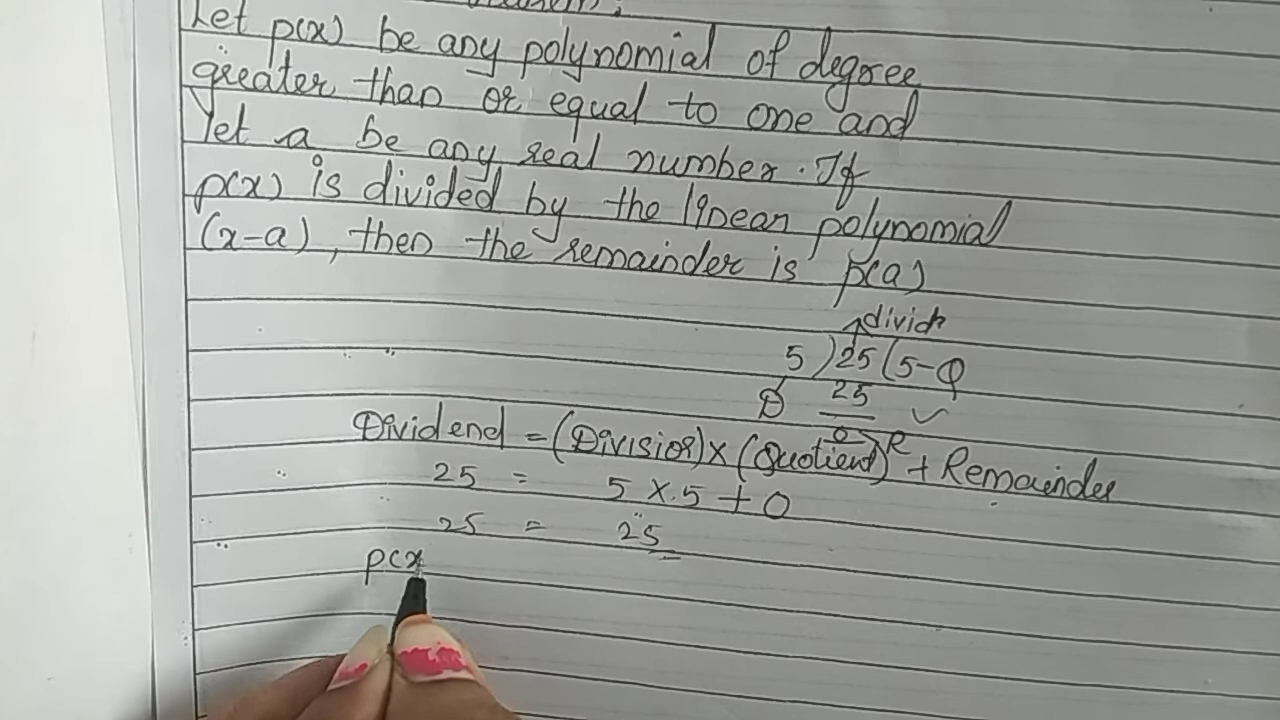 Let p(x) be any polynomial of degree
greater than or equal to one and
let a be any real number. If
p(x) is divided by the linear polynomial
(x-a), then the remainder is p(a)
divid
5)25(5-Q
D 25
0 R
Dividend = (Divisior)×(Quotient) + Remainder
25 = 5×5+0
25 = 25
p(x